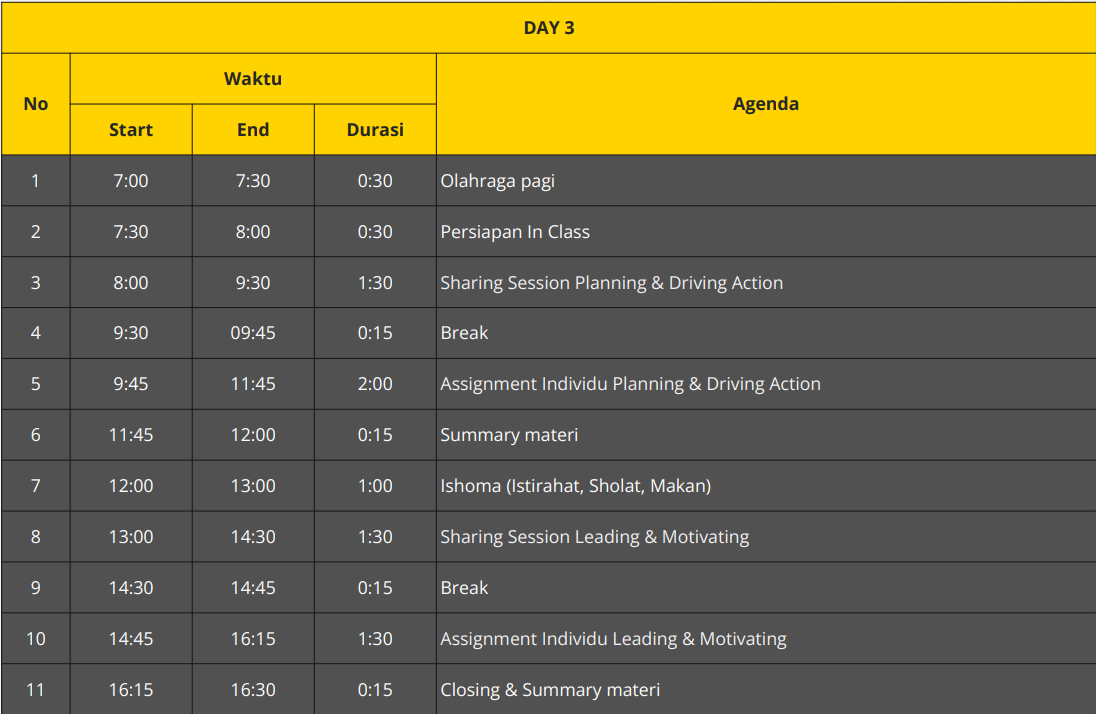 DAY 3
No Waktu Agenda
Start End Durasi
1 7:00 7:30 0:30 Olahraga pagi
2 7:30 8:00 0:30 Persiapan In Class
3 8:00 9:30 1:30 Sharing Session Planning & Driving Action
4 9:30 09:45 0:15 Break
5 9:45 11:45 2:00 Assignment Individu Planning & Driving Action
6 11:45 12:00 0:15 Summary materi
7 12:00 13:00 1:00 Ishoma (Istirahat, Sholat, Makan)
8 13:00 14:30 1:30 Sharing Session Leading & Motivating
9 14:30 14:45 0:15 Break
10 14:45 16:15 1:30 Assignment Individu Leading & Motivating
11 16:15 16:30 0:15 Closing & Summary materi